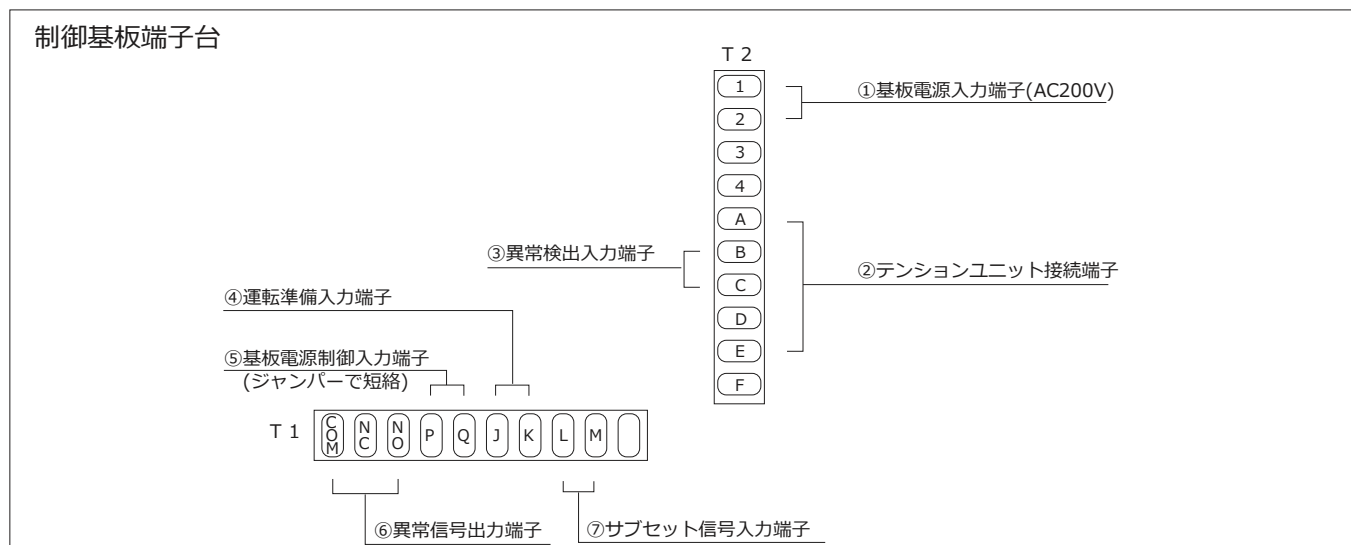 制御基板端子台
T 2
1
①基板電源入力端子(AC200V)
2
3
4
A
③異常検出入力端子
B
②テンションユニット接続端子
C
④運転準備入力端子
D
E
⑤基板電源制御入力端子
(ジャンパーで短絡)
F
T 1
COM
NC
NO
P
Q
J
K
L
M
⑥異常信号出力端子
⑦サブセット信号入力端子